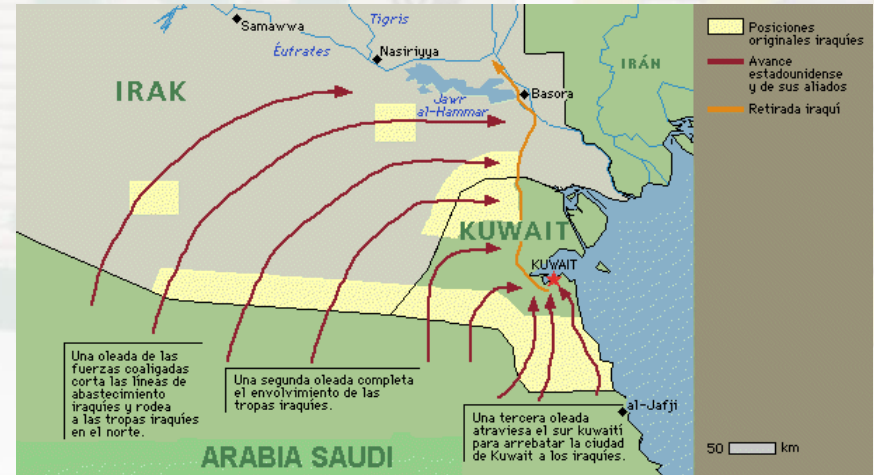 Samawwa
Tigris
Éufrates
Nasiriyya
IRAK
Jawr
al-Hammar
Basora
IRÁN
KUWAIT
KUWAIT
Una oleada de las
fuerzas coaligadas
corta las líneas de
abastecimiento
iraquíes y rodea
a las tropas iraquíes
en el norte.
Una segunda oleada completa
el envolvimiento de las
tropas iraquíes.
Una tercera oleada
atraviesa el sur kuwaití
para arrebatar la ciudad
de Kuwait a los iraquíes.
al-Jafji
ARABIA SAUDI
Posiciones
originales iraquíes
Avance
estadounidense
y de sus aliados
Retirada iraquí
50 km